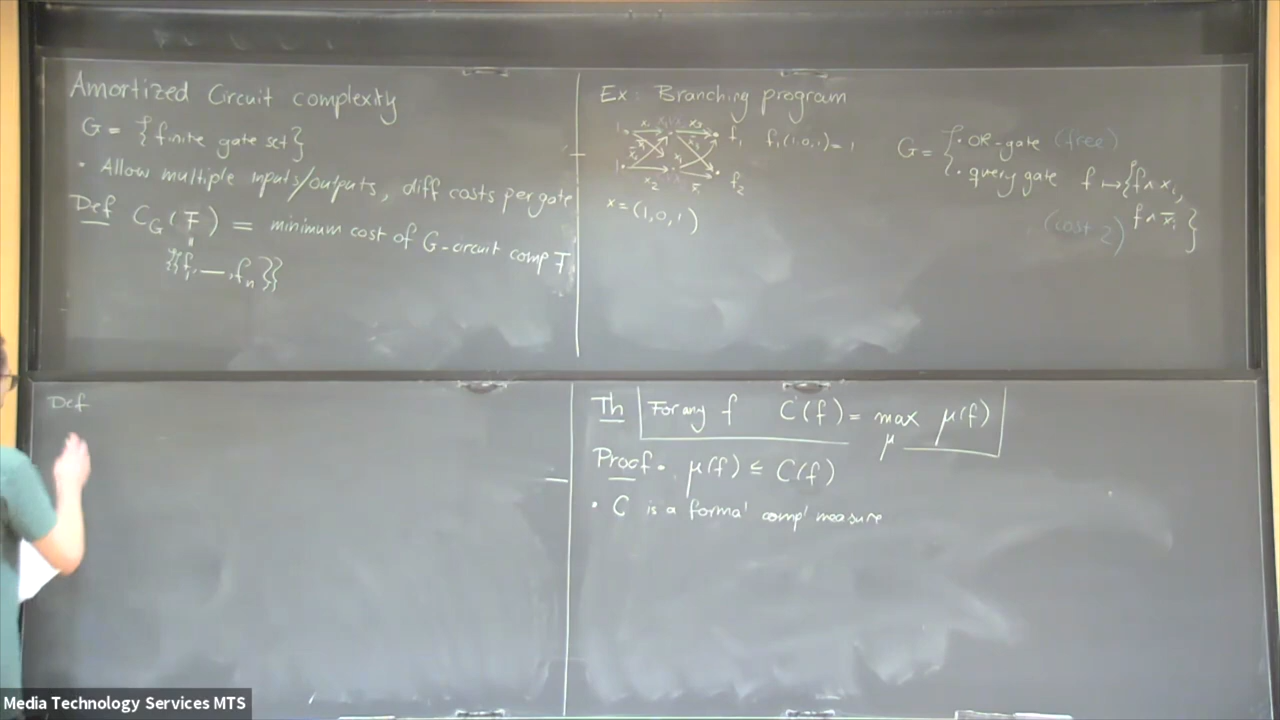 Amortized Circuit complexity
G = { finite gate set }
• Allow multiple inputs/outputs, diff costs per gate
Def C_G(F) = minimum cost of G-circuit comp F
{{f_1, —, f_n}}
Ex: Branching program
f_1 f_1(1,0,1) = 1
f_2
x = (1,0,1)
G = { • OR-gate (free)
• query gate f ↦ { f ∧ x_i,
f ∧ x̄_i }
(cost 2)
Def
Th For any f C(f) = max_μ μ(f)
Proof • μ(f) ≤ C(f)
• C is a formal comp measure
Media Technology Services MTS